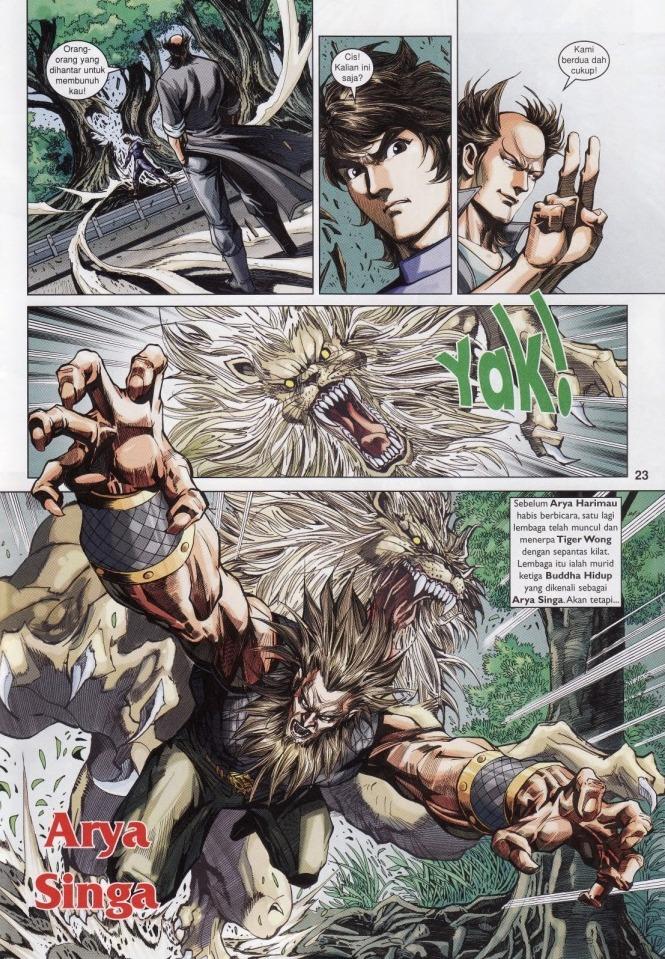 Orang-
orang yang
dihantar untuk
membunuh
kau!
Cis!
Kalian ini
saja?
Kami
berdua dah
cukup!
Yak!
23
Sebelum Arya Harimau
habis berbicara, satu lagi
lembaga telah muncul dan
menerpa Tiger Wong
dengan sepantas kilat.
Lembaga itu ialah murid
ketiga Buddha Hidup
yang dikenali sebagai
Arya Singa. Akan tetapi...
Arya
Singa